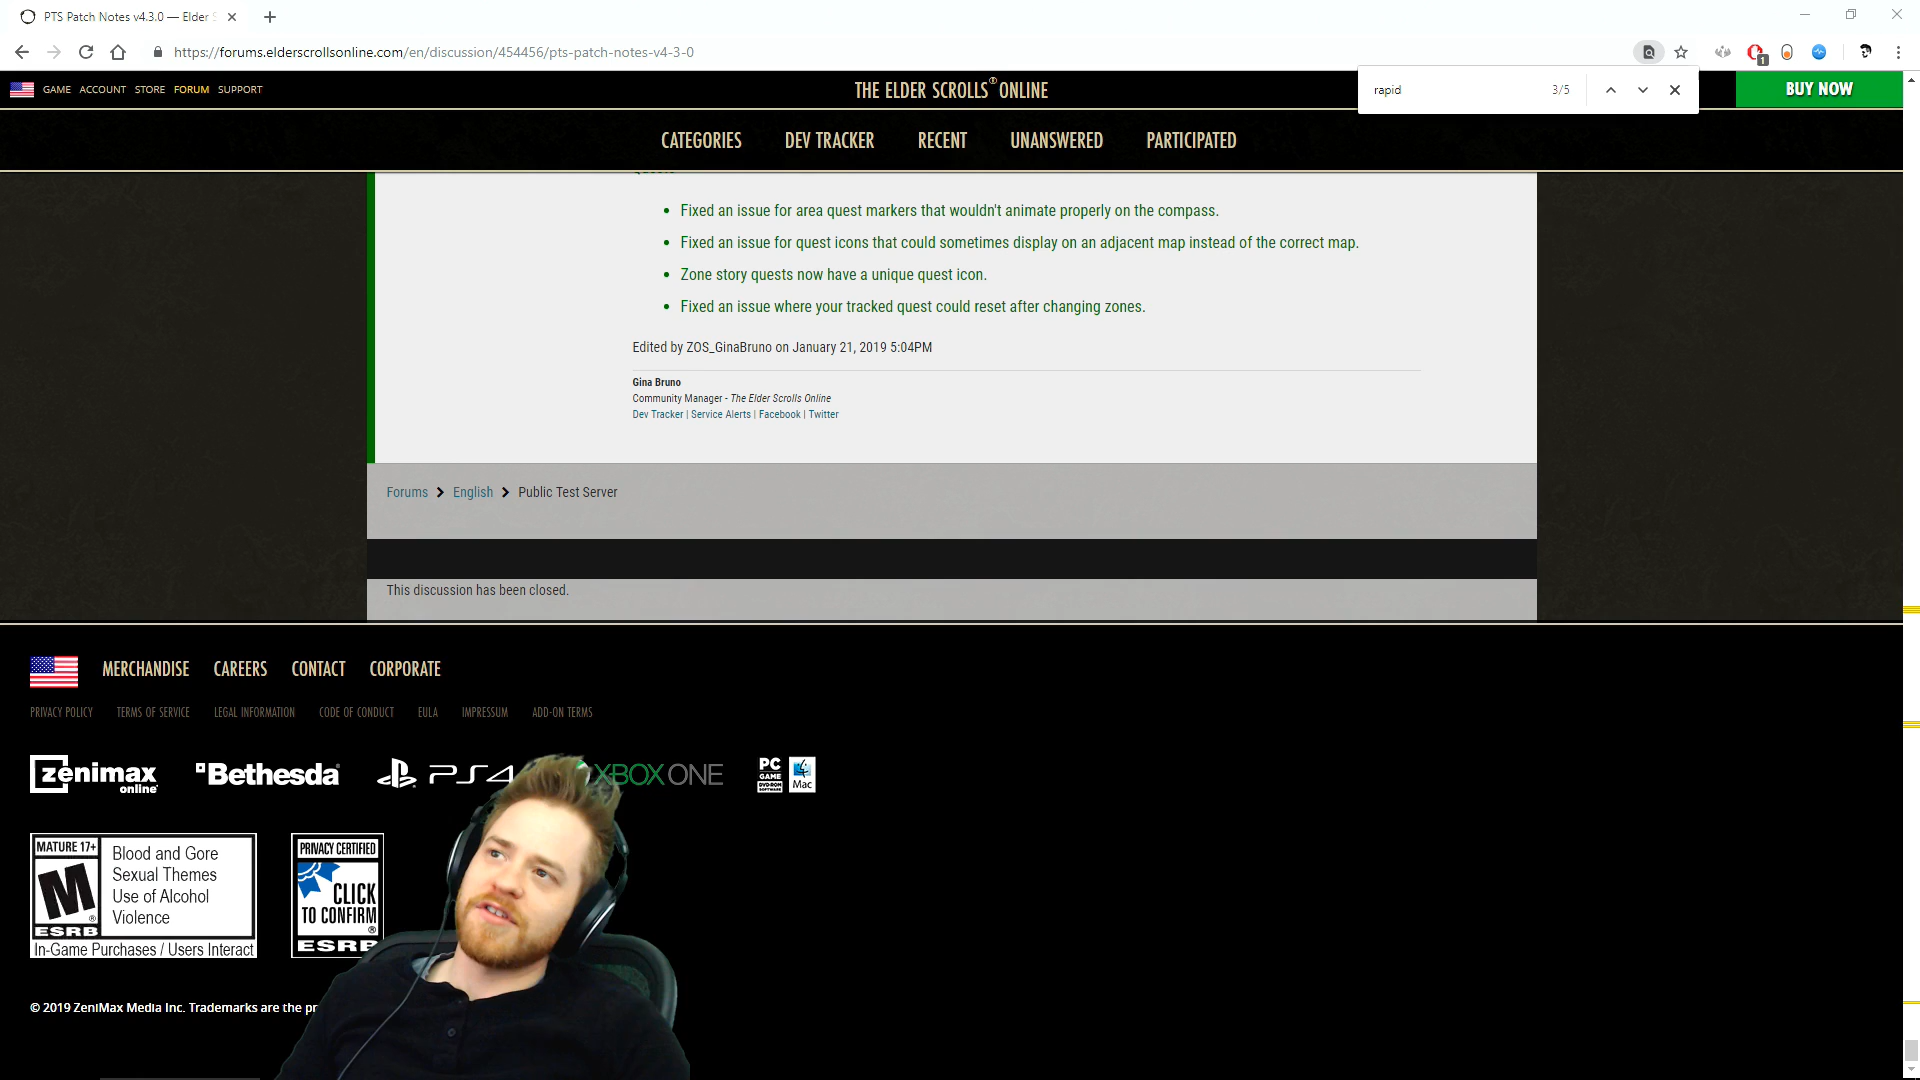 PTS Patch Notes v4.3.0 — Elder S
https://forums.elderscrollsonline.com/en/discussion/454456/pts-patch-notes-v4-3-0
1
GAME ACCOUNT STORE FORUM SUPPORT
THE ELDER SCROLLS® ONLINE
rapid 3/5
BUY NOW
CATEGORIES DEV TRACKER RECENT UNANSWERED PARTICIPATED
• Fixed an issue for area quest markers that wouldn't animate properly on the compass.
• Fixed an issue for quest icons that could sometimes display on an adjacent map instead of the correct map.
• Zone story quests now have a unique quest icon.
• Fixed an issue where your tracked quest could reset after changing zones.
Edited by ZOS_GinaBruno on January 21, 2019 5:04PM
Gina Bruno
Community Manager - The Elder Scrolls Online
Dev Tracker | Service Alerts | Facebook | Twitter
Forums > English > Public Test Server
This discussion has been closed.
MERCHANDISE CAREERS CONTACT CORPORATE
PRIVACY POLICY TERMS OF SERVICE LEGAL INFORMATION CODE OF CONDUCT EULA IMPRESSUM ADD-ON TERMS
zenimax online
Bethesda
PS4
XBOX ONE
PC GAME DVD-ROM SOFTWARE
Mac
MATURE 17+
M®
ESRB
Blood and Gore
Sexual Themes
Use of Alcohol
Violence
In-Game Purchases / Users Interact
PRIVACY CERTIFIED
CLICK
TO CONFIRM
®
ESRB
© 2019 ZeniMax Media Inc. Trademarks are the pr